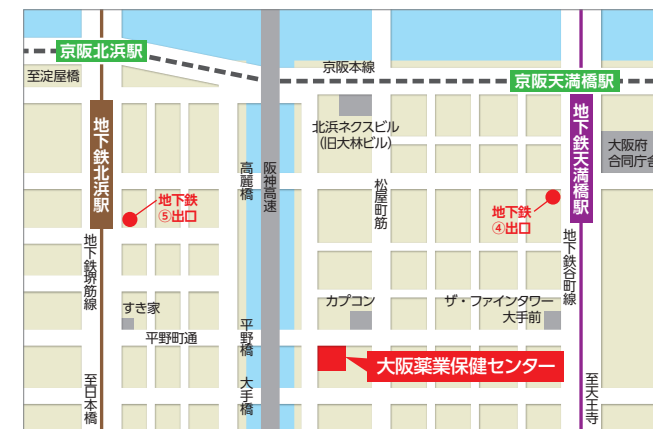 京阪北浜駅
至淀屋橋
京阪本線
京阪天満橋駅
北浜ネクスビル
(旧大林ビル)
地下鉄北浜駅
地下鉄天満橋駅
大阪府
合同庁舎
高麗橋
阪神高速
松屋町筋
地下鉄
⑤出口
地下鉄
④出口
地下鉄堺筋線
地下鉄谷町線
すき家
平野町通
カプコン
ザ・ファインタワー
大手前
平野橋
大手橋
大阪薬業保健センター
至日本橋
至天王寺